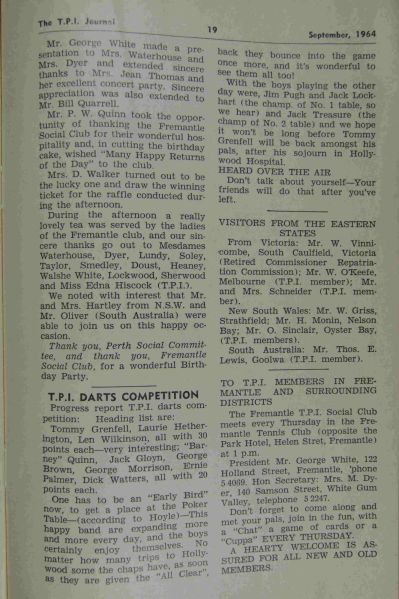 The T.P.I. Journal
19
September, 1964
Mr. George White made a pre-
sentation to Mrs. Waterhouse and
Mrs. Dyer and extended sincere
thanks to Mrs. Jean Thomas and
her excellent concert party. Sincere
appreciation was also extended to
Mr. Bill Quarrell.
Mr. P. W. Quinn took the oppor-
tunity of thanking the Fremantle
Social Club for their wonderful hos-
pitality and, in cutting the birthday
cake, wished "Many Happy Returns
of the Day" to the club.
Mrs. D. Walker turned out to be
the lucky one and draw the winning
ticket for the raffle conducted dur-
ing the afternoon.
During the afternoon a really
lovely tea was served by the ladies
of the Fremantle club, and our sin-
cere thanks go out to Mesdames
Waterhouse, Dyer, Lundy, Soley,
Taylor, Smedley, Doust, Heaney,
Walshe White, Lockwood, Sherwood
and Miss Edna Hiscock (T.P.I.).
We noted with interest that Mr.
and Mrs. Hartley from N.S.W. and
Mr. Oliver (South Australia) were
able to join us on this happy oc-
casion.
Thank you, Perth Social Commit-
tee, and thank you, Fremantle
Social Club, for a wonderful Birth-
day Party.
T.P.I. DARTS COMPETITION
Progress report T.P.I. darts com-
petition: Heading list are:
Tommy Grenfell, Laurie Hether-
ington, Len Wilkinson, all with 30
points each—very interesting; "Bar-
ney" Quinn, Jack Gloyn, George
Brown, George Morrison, Ernie
Palmer, Dick Watters, all with 20
points each.
One has to be an "Early Bird"
now, to get a place at the Poker
Table—(according to Hoyle)—This
happy band are expanding more
and more every day, and the boys
certainly enjoy themselves. No
matter how many trips to Holly-
wood some the chaps have, as soon
as they are given the "All Clear",
back they bounce into the game
once more, and it's wonderful to
see them all too!
With the boys playing the other
day were, Jim Pugh and Jack Lock-
hart (the champ. of No. 1 table, so
we hear) and Jack Treasure (the
champ of No. 2 table) and we hope
it won't be long before Tommy
Grenfell will be back amongst his
pals, after his sojourn in Holly-
wood Hospital.
HEARD OVER THE AIR
Don't talk about yourself—Your
friends will do that after you've
left.
VISITORS FROM THE EASTERN
STATES
From Victoria: Mr. W. Vinni-
combe, South Caulfield, Victoria
(Retired Commissioner Repatria-
tion Commission); Mr. W. O'Keefe,
Melbourne (T.P.I. member); Mr.
and Mrs. Schneider (T.P.I. mem-
ber).
New South Wales: Mr. W. Griss,
Strathfield; Mr. H. Monin, Nelson
Bay; Mr. O. Sinclair, Oyster Bay,
(T.P.I. members).
South Australia: Mr. Thos. E.
Lewis, Goolwa (T.P.I. member).
TO T.P.I. MEMBERS IN FRE-
MANTLE AND SURROUNDING
DISTRICTS
The Fremantle T.P.I. Social Club
meets every Thursday in the Fre-
mantle Tennis Club (opposite the
Park Hotel, Helen Stret, Fremantle)
at 1 p.m.
President Mr. George White, 122
Holland Street, Fremantle, 'phone
5 4069. Hon Secretary: Mrs. M. Dy-
er, 140 Samson Street, White Gum
Valley, telephone 5 2247.
Don't forget to come along and
met your pals, join in the fun, with
a "Chat" a game of cards or a
"Cuppa" EVERY THURSDAY.
A HEARTY WELCOME IS AS-
SURED FOR ALL NEW AND OLD
MEMBERS.